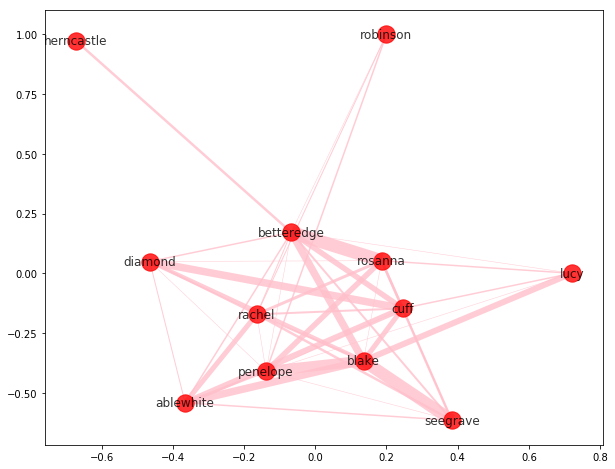 1.00
0.75
0.50
0.25
0.00
−0.25
−0.50
herncastle
robinson
betteredge
diamond
rosanna
lucy
rachel
cuff
penelope
blake
ablewhite
seegrave
−0.6
−0.4
−0.2
0.0
0.2
0.4
0.6
0.8